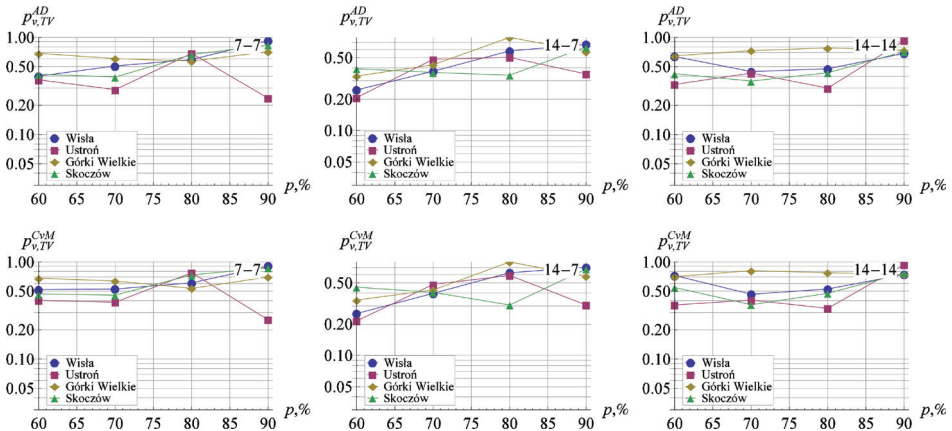 p_{v,TV}^{AD}
7−7
1.00
0.50
0.20
0.10
0.05
Wisła
Ustroń
Górki Wielkie
Skoczów
60 65 70 75 80 85 90
p,%
p_{v,TV}^{AD}
14−7
0.50
0.20
0.10
0.05
Wisła
Ustroń
Górki Wielkie
Skoczów
60 65 70 75 80 85 90
p,%
p_{v,TV}^{AD}
14−14
1.00
0.50
0.20
0.10
0.05
Wisła
Ustroń
Górki Wielkie
Skoczów
60 65 70 75 80 85 90
p,%
p_{v,TV}^{CvM}
7−7
1.00
0.50
0.20
0.10
0.05
Wisła
Ustroń
Górki Wielkie
Skoczów
60 65 70 75 80 85 90
p,%
p_{v,TV}^{CvM}
14−7
0.50
0.20
0.10
0.05
Wisła
Ustroń
Górki Wielkie
Skoczów
60 65 70 75 80 85 90
p,%
p_{v,TV}^{CvM}
14−14
1.00
0.50
0.20
0.10
0.05
Wisła
Ustroń
Górki Wielkie
Skoczów
60 65 70 75 80 85 90
p,%